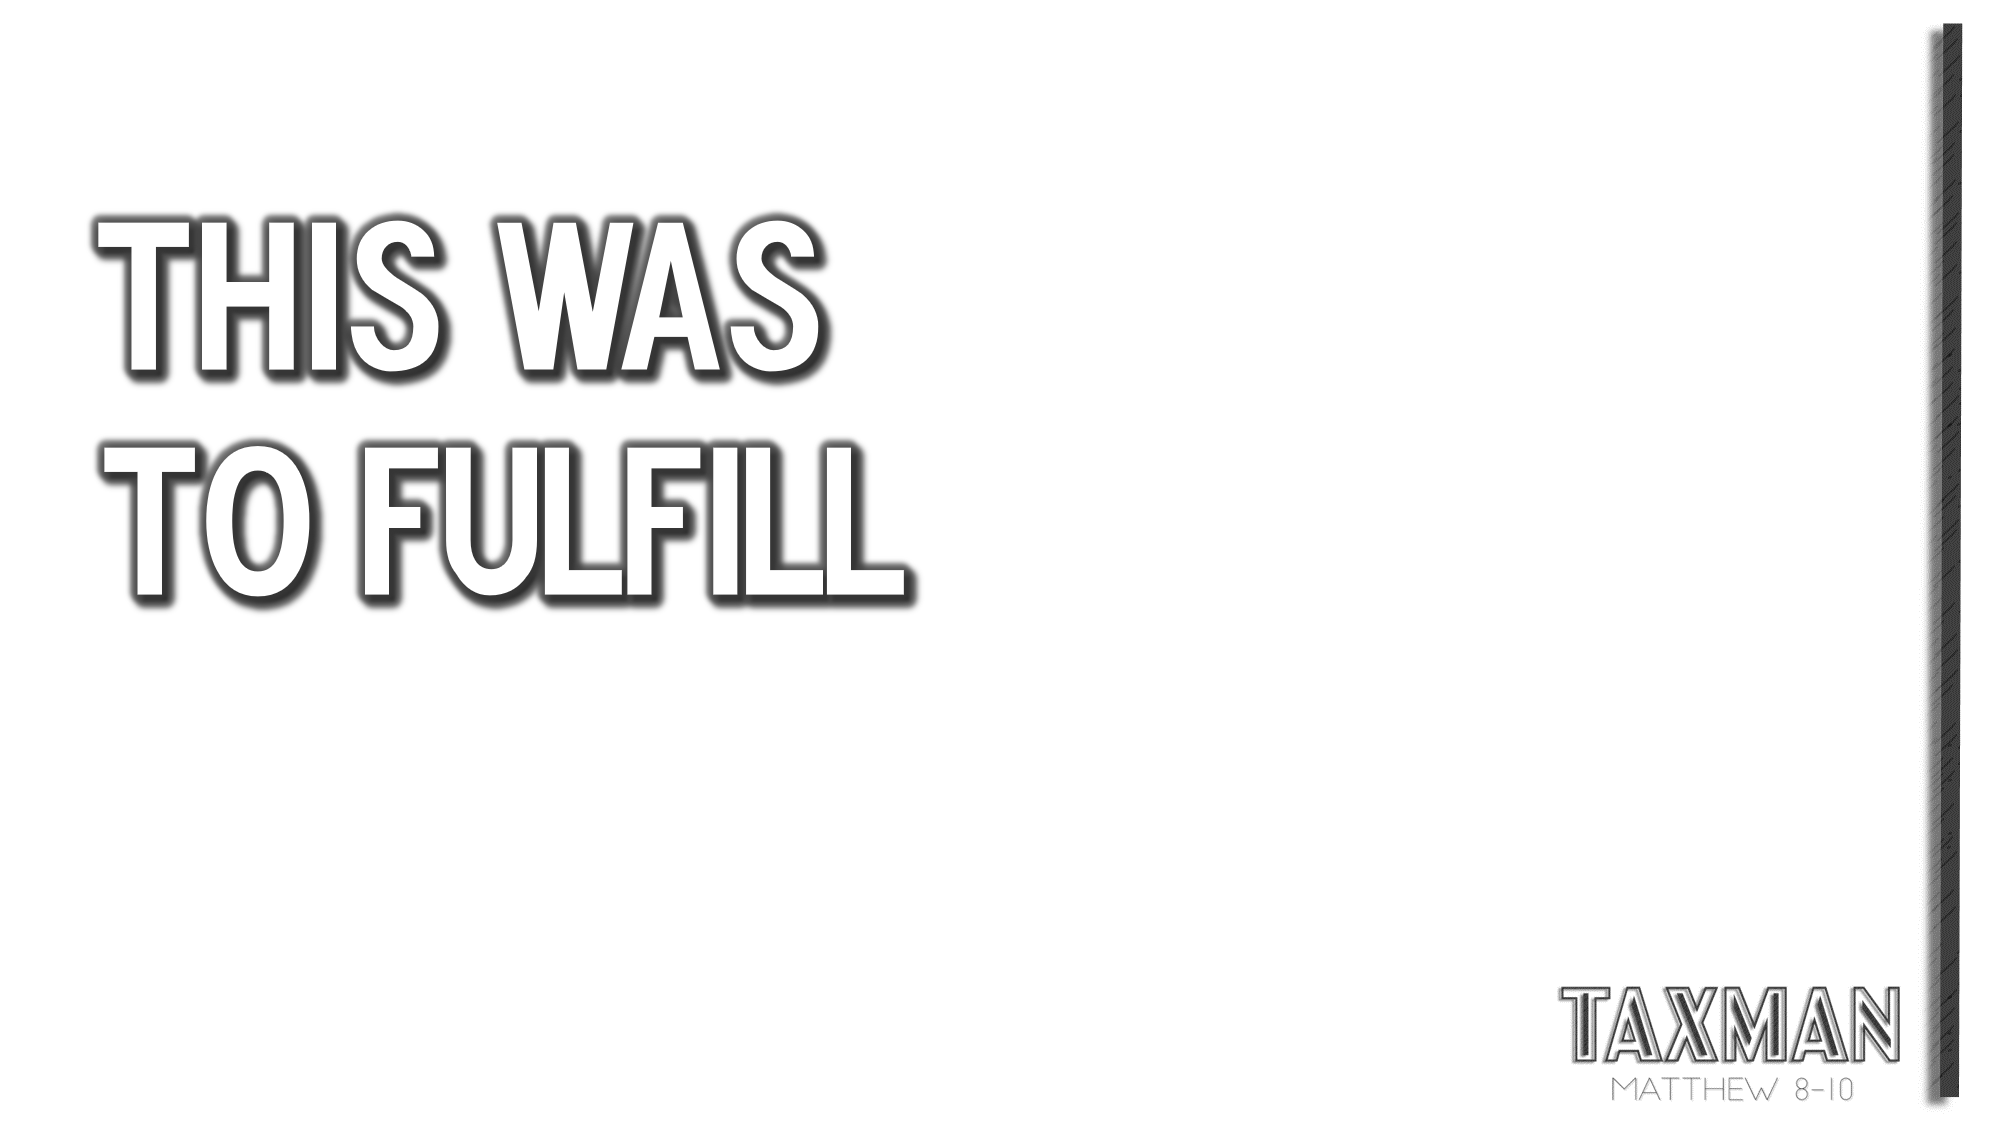 THIS WAS
TO FULFILL
TAXMAN
MATTHEW 8-10